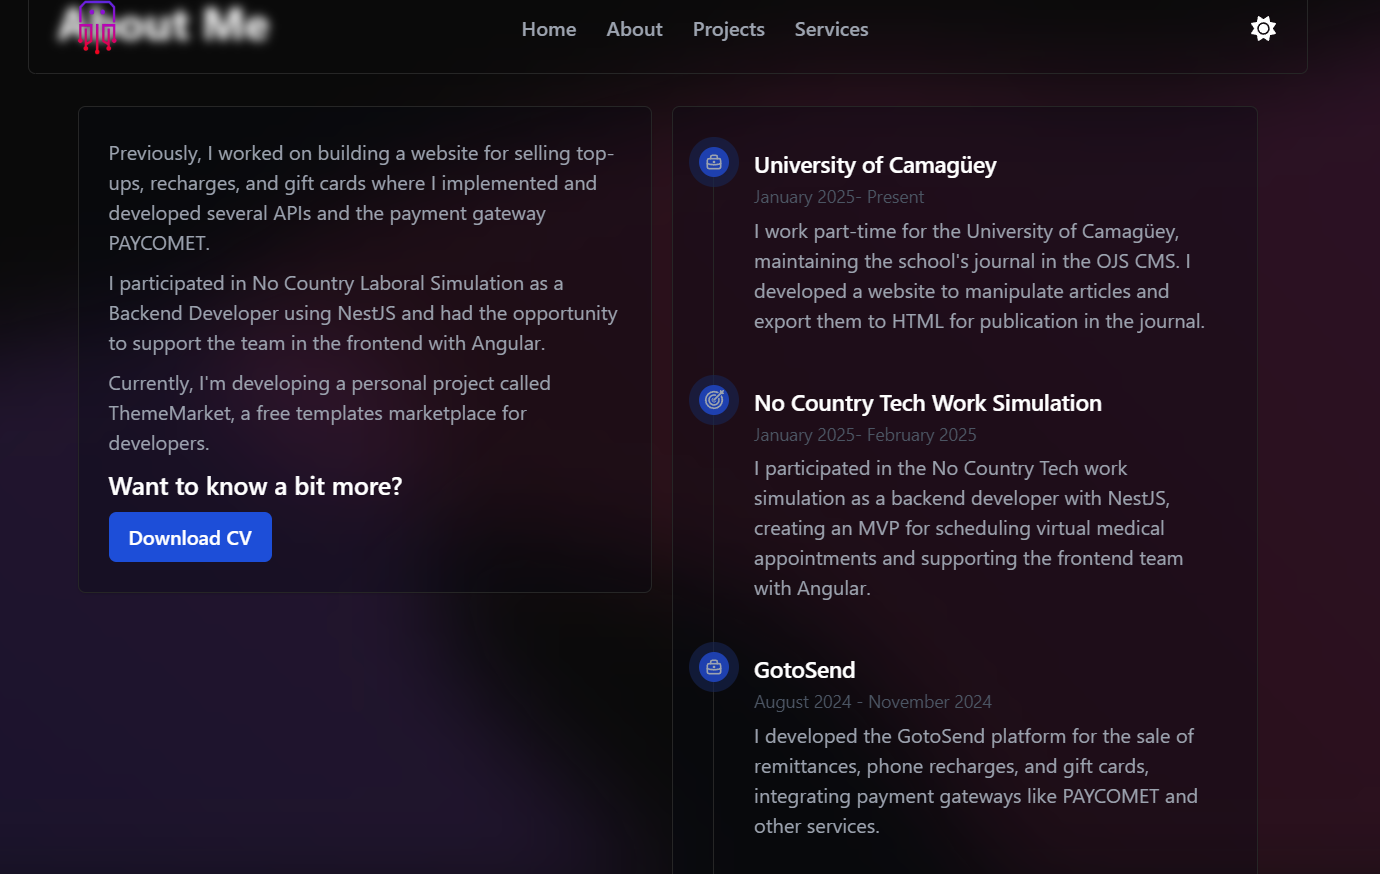 About Me
Home About Projects Services
Previously, I worked on building a website for selling top-
ups, recharges, and gift cards where I implemented and
developed several APIs and the payment gateway
PAYCOMET.
I participated in No Country Laboral Simulation as a
Backend Developer using NestJS and had the opportunity
to support the team in the frontend with Angular.
Currently, I'm developing a personal project called
ThemeMarket, a free templates marketplace for
developers.
Want to know a bit more?
Download CV
University of Camagüey
January 2025- Present
I work part-time for the University of Camagüey,
maintaining the school's journal in the OJS CMS. I
developed a website to manipulate articles and
export them to HTML for publication in the journal.
No Country Tech Work Simulation
January 2025- February 2025
I participated in the No Country Tech work
simulation as a backend developer with NestJS,
creating an MVP for scheduling virtual medical
appointments and supporting the frontend team
with Angular.
GotoSend
August 2024 - November 2024
I developed the GotoSend platform for the sale of
remittances, phone recharges, and gift cards,
integrating payment gateways like PAYCOMET and
other services.